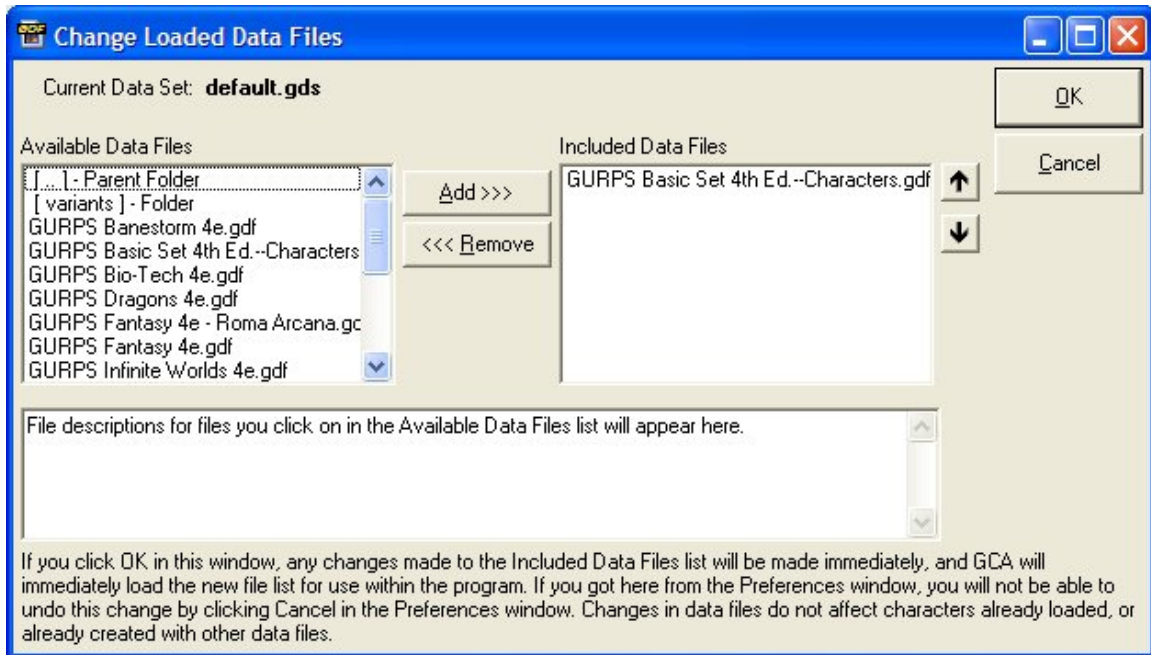 Change Loaded Data Files
Current Data Set: default.gds
OK
Cancel
Available Data Files
[ .. ] - Parent Folder
[ variants ] - Folder
GURPS Banestorm 4e.gdf
GURPS Basic Set 4th Ed.--Characters
GURPS Bio-Tech 4e.gdf
GURPS Dragons 4e.gdf
GURPS Fantasy 4e - Roma Arcana.gc
GURPS Fantasy 4e.gdf
GURPS Infinite Worlds 4e.gdf
Add >>>
<<< Remove
Included Data Files
GURPS Basic Set 4th Ed.--Characters.gdf
File descriptions for files you click on in the Available Data Files list will appear here.
If you click OK in this window, any changes made to the Included Data Files list will be made immediately, and GCA will
immediately load the new file list for use within the program. If you got here from the Preferences window, you will not be able to
undo this change by clicking Cancel in the Preferences window. Changes in data files do not affect characters already loaded, or
already created with other data files.